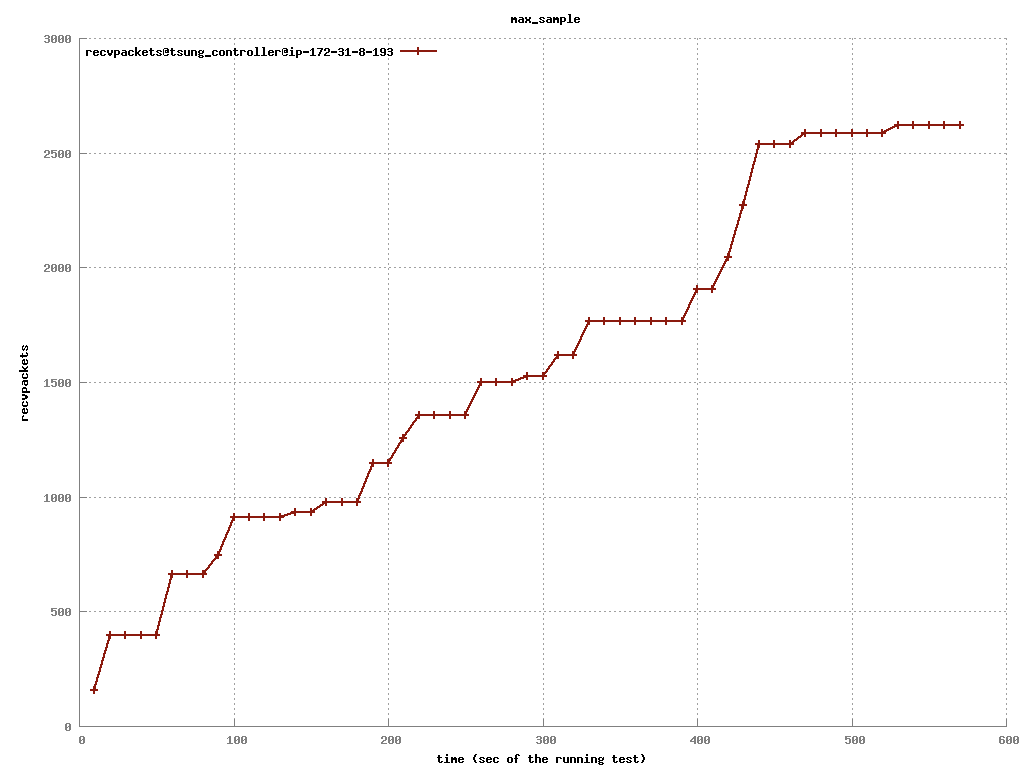 max_sample
recvpackets@tsung_controller@ip-172-31-8-193
3000
2500
2000
1500
1000
500
0
recvpackets
0 100 200 300 400 500 600
time (sec of the running test)